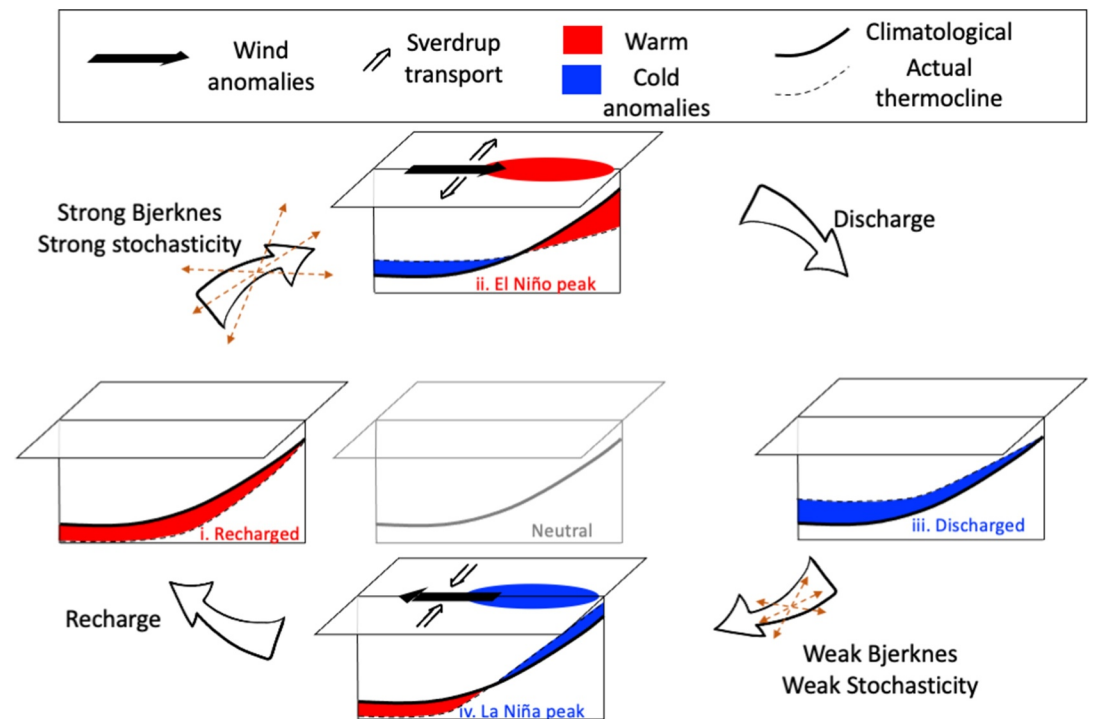 Wind
anomalies
Sverdrup
transport
Warm
Cold
anomalies
Climatological
Actual
thermocline
Strong Bjerknes
Strong stochasticity
ii. El Niño peak
Discharge
i. Recharged
Neutral
iii. Discharged
Recharge
iv. La Niña peak
Weak Bjerknes
Weak Stochasticity